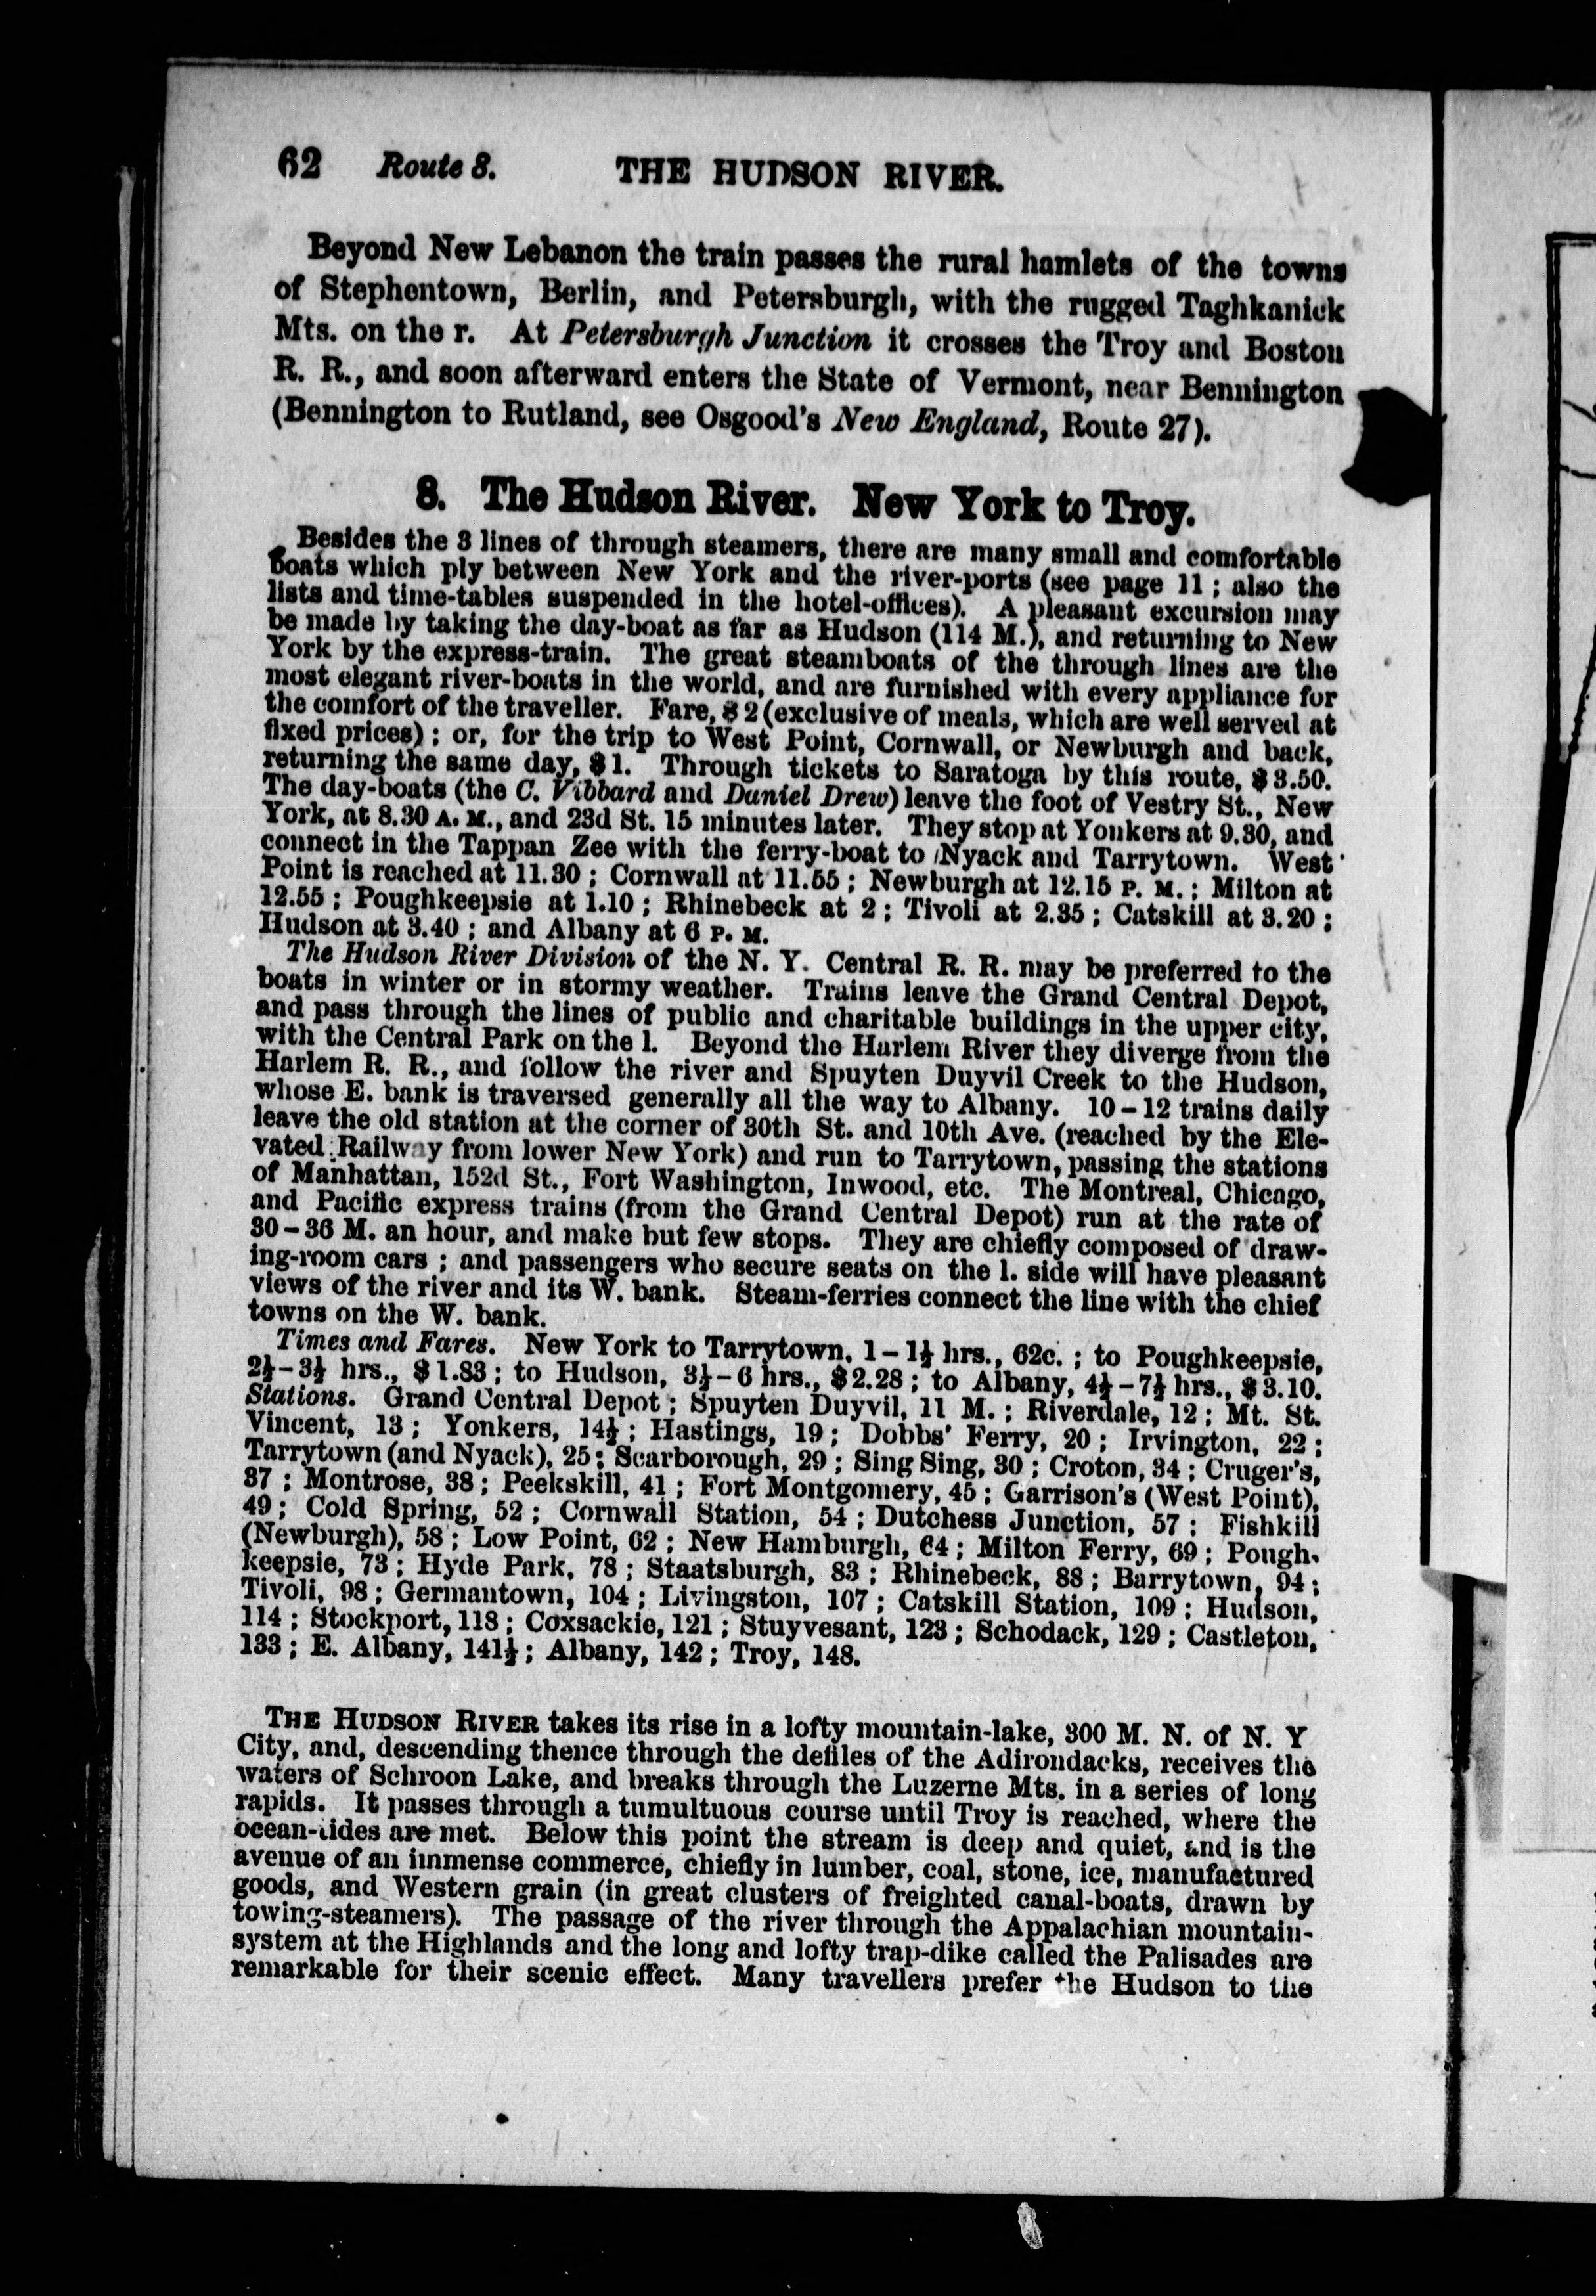 62 Route 8. THE HUDSON RIVER.
Beyond New Lebanon the train passes the rural hamlets of the towns
of Stephentown, Berlin, and Petersburgh, with the rugged Taghkanick
Mts. on the r. At Petersburgh Junction it crosses the Troy and Boston
R. R., and soon afterward enters the State of Vermont, near Bennington
(Bennington to Rutland, see Osgood's New England, Route 27).
8. The Hudson River. New York to Troy.
Besides the 3 lines of through steamers, there are many small and comfortable
boats which ply between New York and the river-ports (see page 11; also the
lists and time-tables suspended in the hotel-offices). A pleasant excursion may
be made by taking the day-boat as far as Hudson (114 M.), and returning to New
York by the express-train. The great steamboats of the through lines are the
most elegant river-boats in the world, and are furnished with every appliance for
the comfort of the traveller. Fare, $2 (exclusive of meals, which are well served at
fixed prices); or, for the trip to West Point, Cornwall, or Newburgh and back,
returning the same day, $1. Through tickets to Saratoga by this route, $3.50.
The day-boats (the C. Vibbard and Daniel Drew) leave the foot of Vestry St., New
York, at 8.30 A. M., and 23d St. 15 minutes later. They stop at Yonkers at 9.30, and
connect in the Tappan Zee with the ferry-boat to Nyack and Tarrytown. West
Point is reached at 11.30; Cornwall at 11.55; Newburgh at 12.15 P. M.; Milton at
12.55; Poughkeepsie at 1.10; Rhinebeck at 2; Tivoli at 2.35; Catskill at 3.20;
Hudson at 3.40; and Albany at 6 P. M.
The Hudson River Division of the N. Y. Central R. R. may be preferred to the
boats in winter or in stormy weather. Trains leave the Grand Central Depot,
and pass through the lines of public and charitable buildings in the upper city,
with the Central Park on the l. Beyond the Harlem River they diverge from the
Harlem R. R., and follow the river and Spuyten Duyvil Creek to the Hudson,
whose E. bank is traversed generally all the way to Albany. 10-12 trains daily
leave the old station at the corner of 30th St. and 10th Ave. (reached by the Ele-
vated Railway from lower New York) and run to Tarrytown, passing the stations
of Manhattan, 152d St., Fort Washington, Inwood, etc. The Montreal, Chicago,
and Pacific express trains (from the Grand Central Depot) run at the rate of
30-36 M. an hour, and make but few stops. They are chiefly composed of draw-
ing-room cars; and passengers who secure seats on the l. side will have pleasant
views of the river and its W. bank. Steam-ferries connect the line with the chief
towns on the W. bank.
Times and Fares. New York to Tarrytown, 1-1½ hrs., 62c.; to Poughkeepsie,
2½-3½ hrs., $1.83; to Hudson, 3½-6 hrs., $2.28; to Albany, 4½-7½ hrs., $3.10.
Stations. Grand Central Depot; Spuyten Duyvil, 11 M.; Riverdale, 12; Mt. St.
Vincent, 13; Yonkers, 14½; Hastings, 19; Dobbs' Ferry, 20; Irvington, 22;
Tarrytown (and Nyack), 25; Scarborough, 29; Sing Sing, 30; Croton, 34; Cruger's,
37; Montrose, 38; Peekskill, 41; Fort Montgomery, 45; Garrison's (West Point),
49; Cold Spring, 52; Cornwall Station, 54; Dutchess Junction, 57; Fishkill
(Newburgh), 58; Low Point, 62; New Hamburgh, 64; Milton Ferry, 69; Pough-
keepsie, 73; Hyde Park, 78; Staatsburgh, 83; Rhinebeck, 88; Barrytown, 94;
Tivoli, 98; Germantown, 104; Livingston, 107; Catskill Station, 109; Hudson,
114; Stockport, 118; Coxsackie, 121; Stuyvesant, 123; Schodack, 129; Castleton,
133; E. Albany, 141½; Albany, 142; Troy, 148.
THE HUDSON RIVER takes its rise in a lofty mountain-lake, 300 M. N. of N. Y
City, and, descending thence through the defiles of the Adirondacks, receives the
waters of Schroon Lake, and breaks through the Luzerne Mts. in a series of long
rapids. It passes through a tumultuous course until Troy is reached, where the
ocean-tides are met. Below this point the stream is deep and quiet, and is the
avenue of an immense commerce, chiefly in lumber, coal, stone, ice, manufactured
goods, and Western grain (in great clusters of freighted canal-boats, drawn by
towing-steamers). The passage of the river through the Appalachian mountain-
system at the Highlands and the long and lofty trap-dike called the Palisades are
remarkable for their scenic effect. Many travellers prefer the Hudson to the